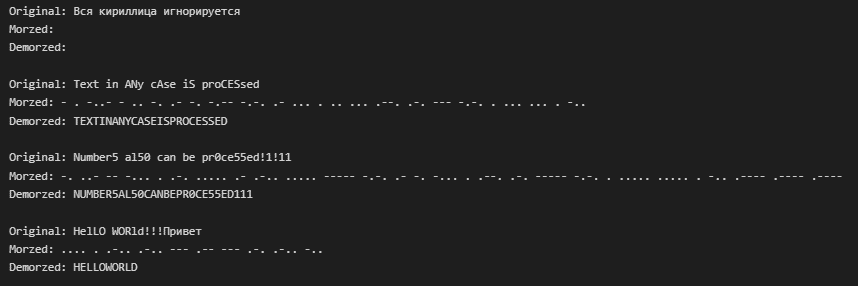 Original: Вся кириллица игнорируется
Morzed:
Demorzed:
Original: Text in ANy cAse iS proCESsed
Morzed: - . -..- - .. -. .- -. -.-- -.-. .- ... . .. ... .--. .-. --- -.-. . ... ... . -..
Demorzed: TEXTINANYCASEISPROCESSED
Original: Number5 al50 can be pr0ce55ed!1!11
Morzed: -. ..- -- -... . .-. ..... .- .-.. ..... ----- -.-. .- -. -... . .--. .-. ----- -.-. . ..... ..... . -.. .---- .---- .----
Demorzed: NUMBER5AL50CANBEPR0CE55ED111
Original: HelLO WORld!!!Привет
Morzed: .... . .-.. .-.. --- .-- --- .-. .-.. -..
Demorzed: HELLOWORLD